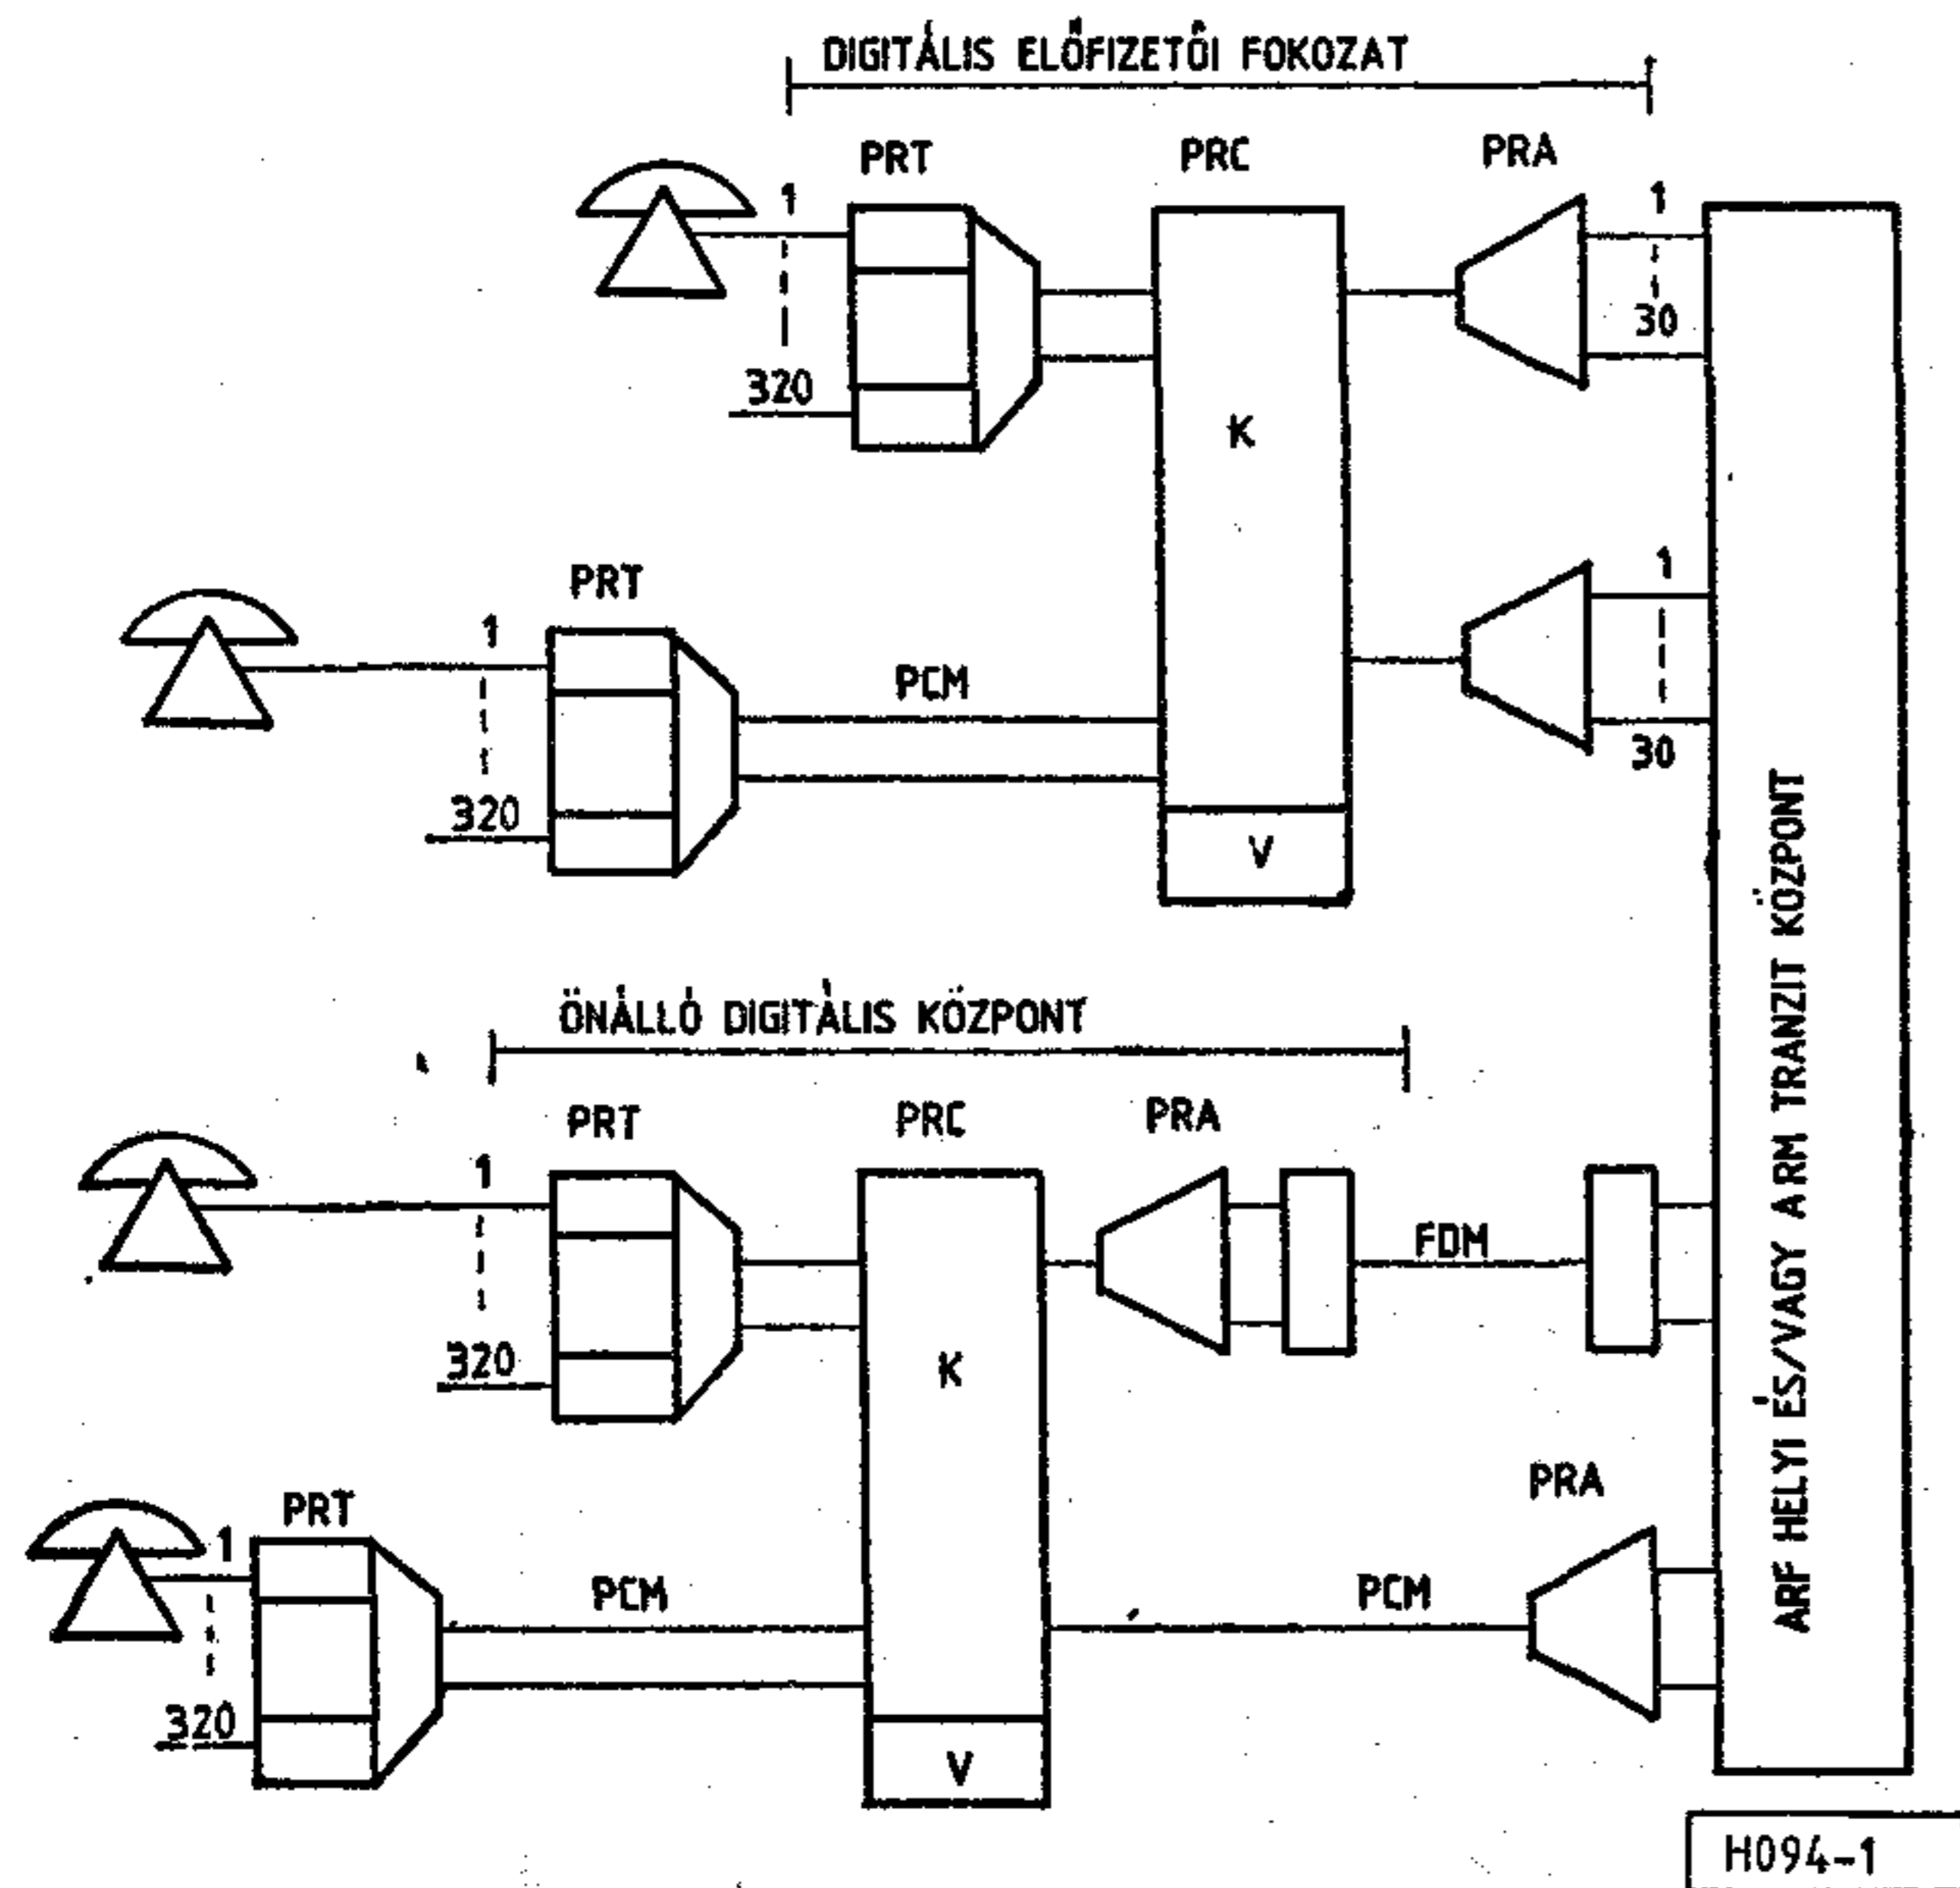 DIGITÁLIS ELŐFIZETŐI FOKOZAT
PRT
PRC
PRA
1
1
30
320
K
1
PRT
1
PCM
30
320
V
ÖNÁLLÓ DIGITÁLIS KÖZPONT
PRT
PRC
PRA
1
FDM
320
K
PRA
PRT
1
PCM
PCM
320
V
ARF HELYI ÉS/VAGY ARM TRANZIT KÖZPONT
H094-1